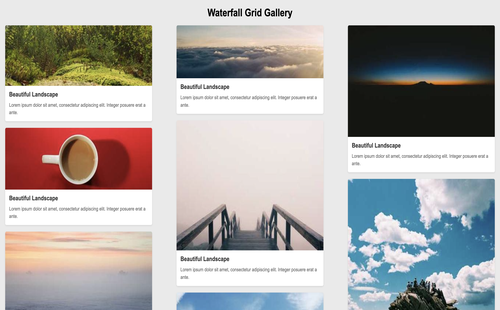 Waterfall Grid Gallery
Beautiful Landscape
Lorem ipsum dolor sit amet, consectetur adipiscing elit. Integer posuere erat a
ante.
Beautiful Landscape
Lorem ipsum dolor sit amet, consectetur adipiscing elit. Integer posuere erat a
ante.
Beautiful Landscape
Lorem ipsum dolor sit amet, consectetur adipiscing elit. Integer posuere erat a
ante.
Beautiful Landscape
Lorem ipsum dolor sit amet, consectetur adipiscing elit. Integer posuere erat a
ante.
Beautiful Landscape
Lorem ipsum dolor sit amet, consectetur adipiscing elit. Integer posuere erat a
ante.